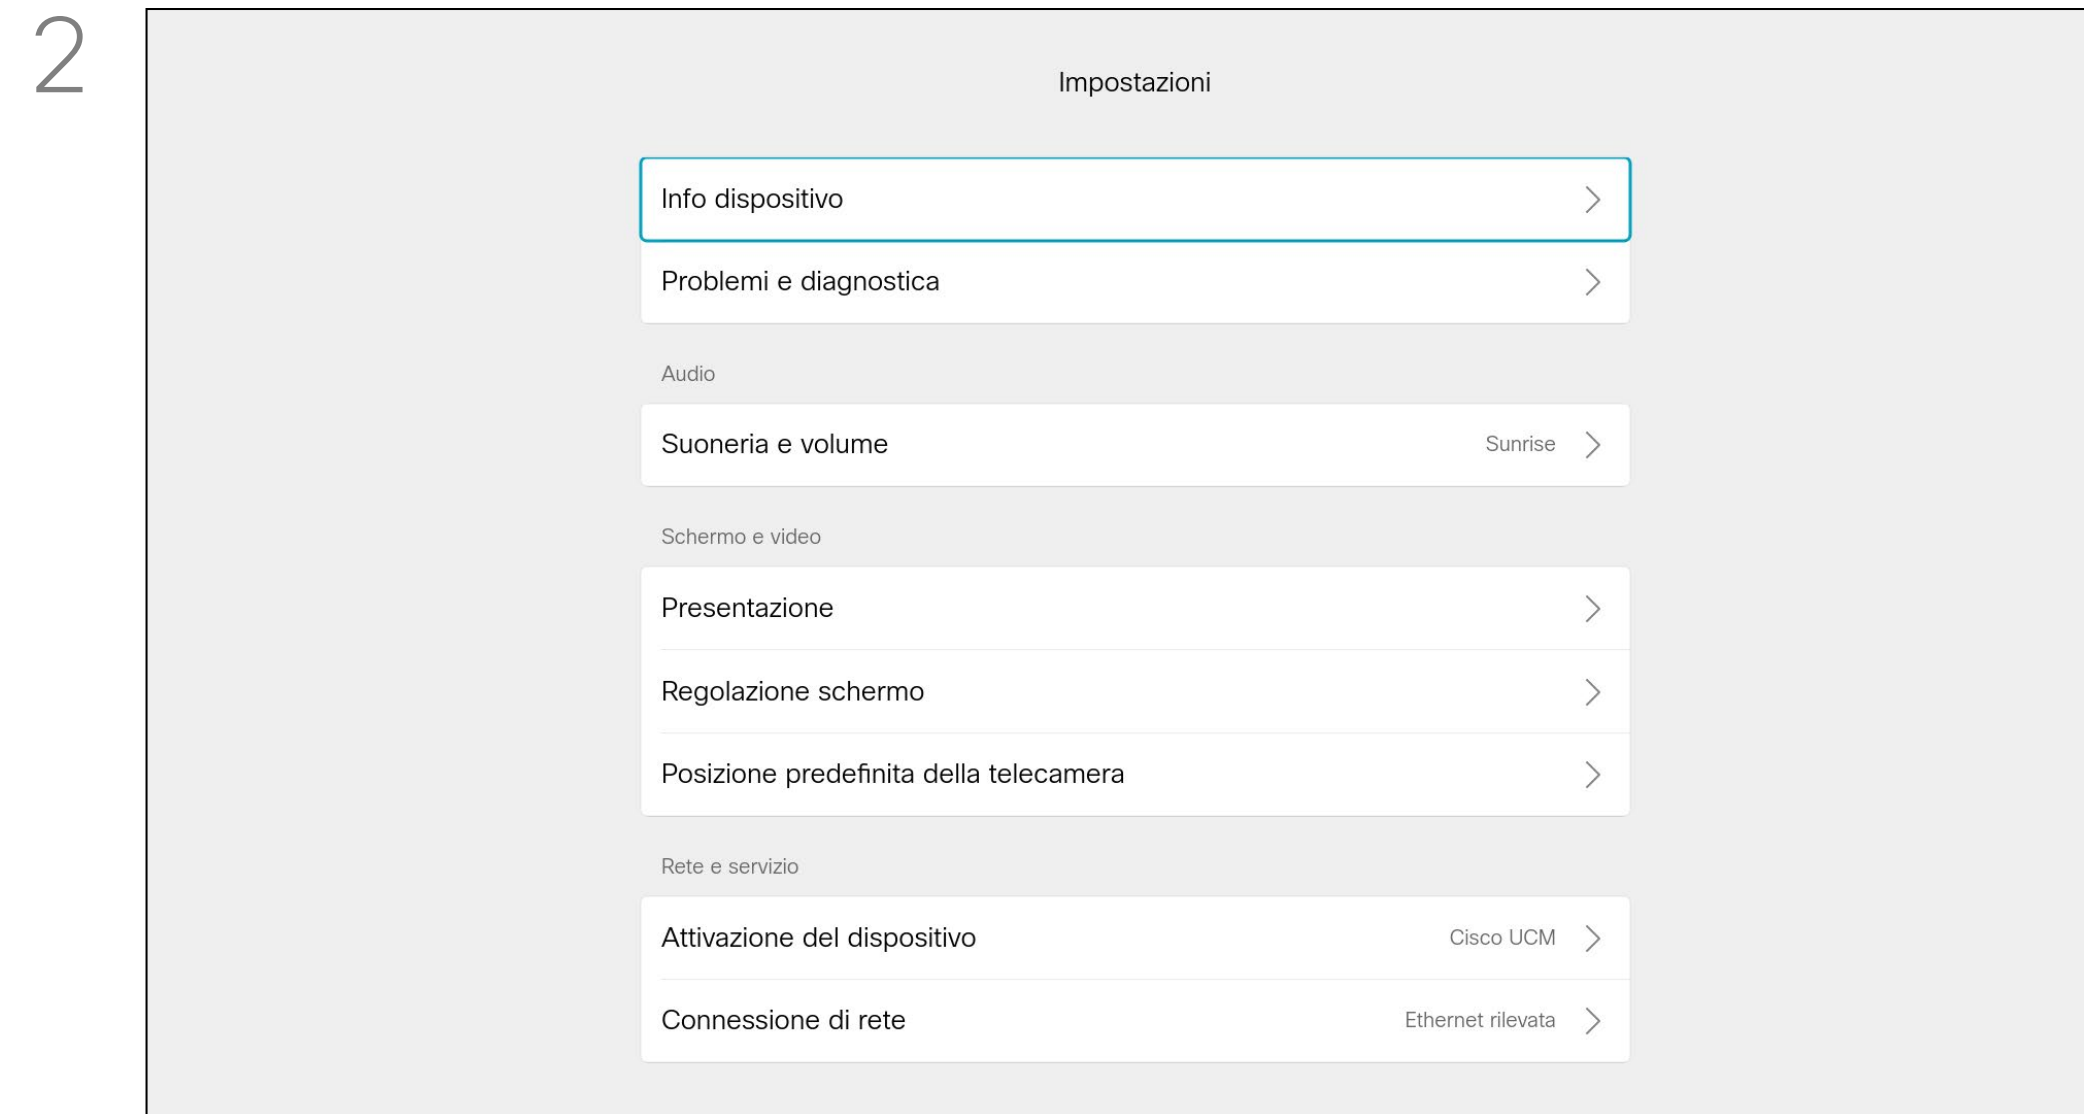 2
Impostazioni
Info dispositivo
Problemi e diagnostica
Audio
Suoneria e volume Sunrise
Schermo e video
Presentazione
Regolazione schermo
Posizione predefinita della telecamera
Rete e servizio
Attivazione del dispositivo Cisco UCM
Connessione di rete Ethernet rilevata